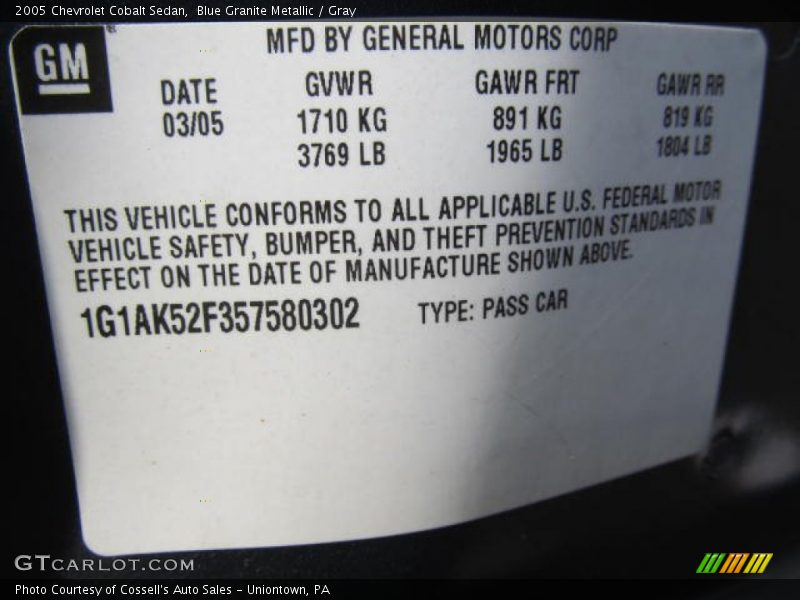 2005 Chevrolet Cobalt Sedan,  Blue Granite Metallic / Gray
GM ®
MFD BY GENERAL MOTORS CORP
DATE GVWR GAWR FRT GAWR RR
03/05 1710 KG 891 KG 819 KG
3769 LB 1965 LB 1804 LB
THIS VEHICLE CONFORMS TO ALL APPLICABLE U.S. FEDERAL MOTOR
VEHICLE SAFETY, BUMPER, AND THEFT PREVENTION STANDARDS IN
EFFECT ON THE DATE OF MANUFACTURE SHOWN ABOVE.
1G1AK52F357580302 TYPE: PASS CAR
GTCARLOT.COM
Photo Courtesy of Cossell's Auto Sales - Uniontown, PA